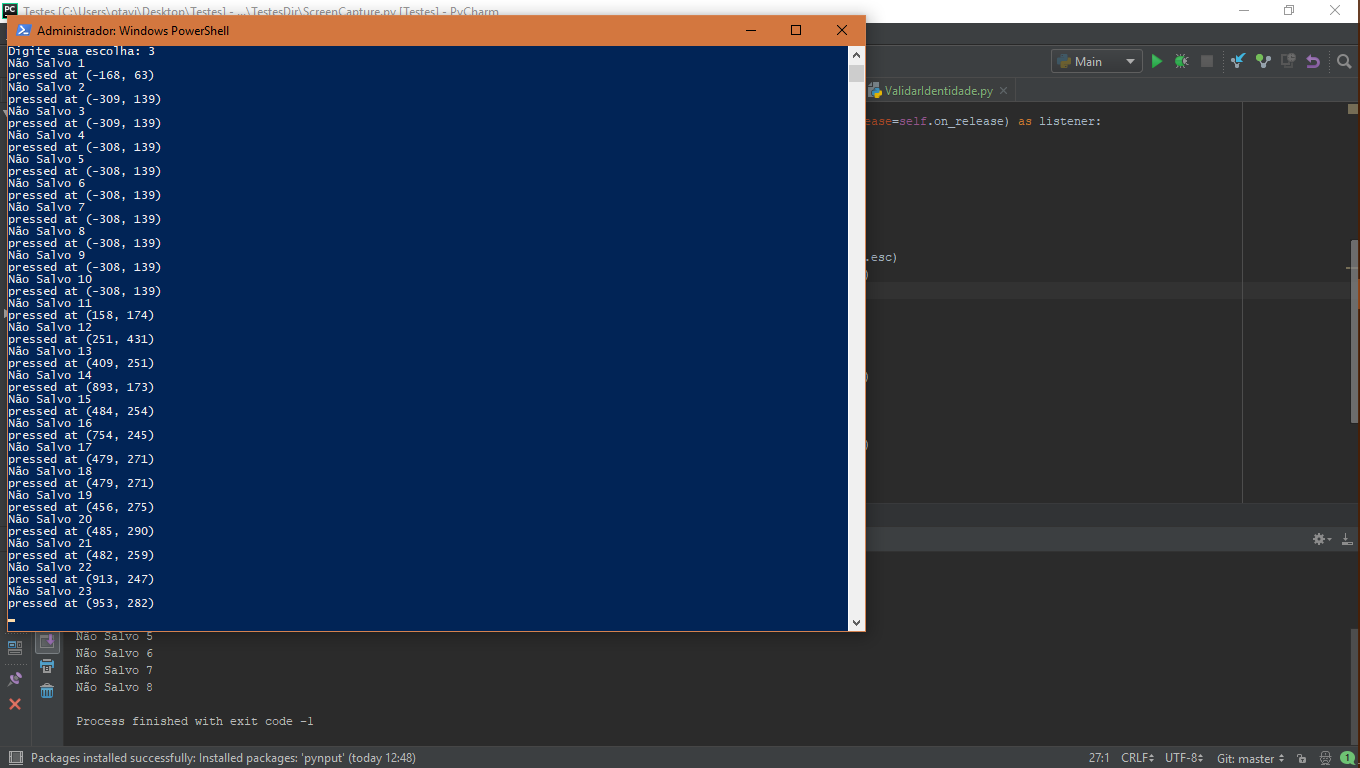 PC Testes [C:\Users\otavi\Desktop\Testes] - ...\TestesDir\ScreenCapture.py [Testes] - PyCharm
Administrador: Windows PowerShell
Main
ValidarIdentidade.py
ease=self.on_release) as listener:
.esc)
)
)
)
Digite sua escolha: 3
Não Salvo 1
pressed at (-168, 63)
Não Salvo 2
pressed at (-309, 139)
Não Salvo 3
pressed at (-309, 139)
Não Salvo 4
pressed at (-308, 139)
Não Salvo 5
pressed at (-308, 139)
Não Salvo 6
pressed at (-308, 139)
Não Salvo 7
pressed at (-308, 139)
Não Salvo 8
pressed at (-308, 139)
Não Salvo 9
pressed at (-308, 139)
Não Salvo 10
pressed at (-308, 139)
Não Salvo 11
pressed at (158, 174)
Não Salvo 12
pressed at (251, 431)
Não Salvo 13
pressed at (409, 251)
Não Salvo 14
pressed at (893, 173)
Não Salvo 15
pressed at (484, 254)
Não Salvo 16
pressed at (754, 245)
Não Salvo 17
pressed at (479, 271)
Não Salvo 18
pressed at (479, 271)
Não Salvo 19
pressed at (456, 275)
Não Salvo 20
pressed at (485, 290)
Não Salvo 21
pressed at (482, 259)
Não Salvo 22
pressed at (913, 247)
Não Salvo 23
pressed at (953, 282)
Não Salvo 5
Não Salvo 6
Não Salvo 7
Não Salvo 8
Process finished with exit code -1
Packages installed successfully: Installed packages: 'pynput' (today 12:48)
27:1 CRLF UTF-8 Git: master 1